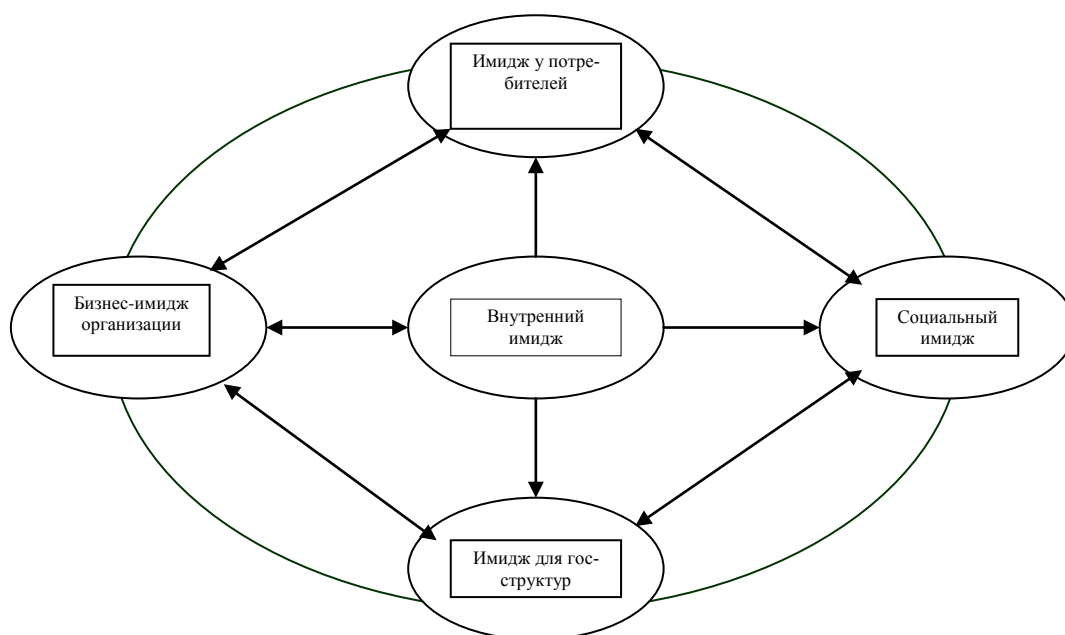 Имидж у потре-
бителей
Бизнес-имидж
организации
Внутренний
имидж
Социальный
имидж
Имидж для гос-
структур